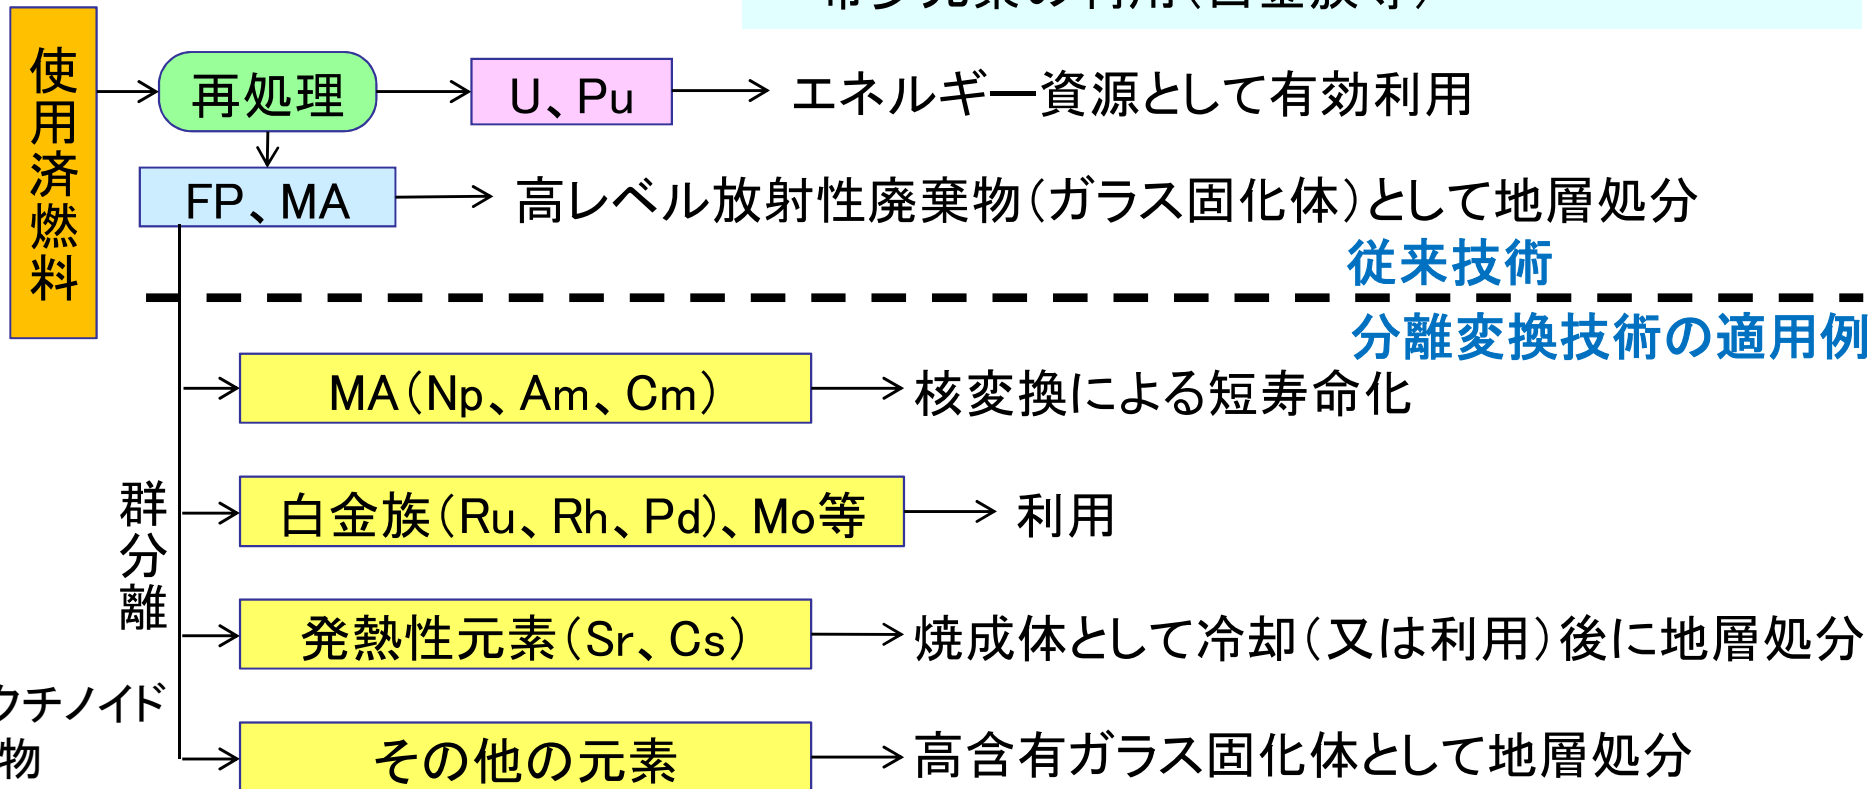 使用済燃料
再処理
U、Pu
エネルギー資源として有効利用
FP、MA
高レベル放射性廃棄物(ガラス固化体)として地層処分
従来技術
分離変換技術の適用例
群分離
MA(Np、Am、Cm)
核変換による短寿命化
白金族(Ru、Rh、Pd)、Mo等
利用
発熱性元素(Sr、Cs)
焼成体として冷却(又は利用)後に地層処分
その他の元素
高含有ガラス固化体として地層処分
クチノイド
物